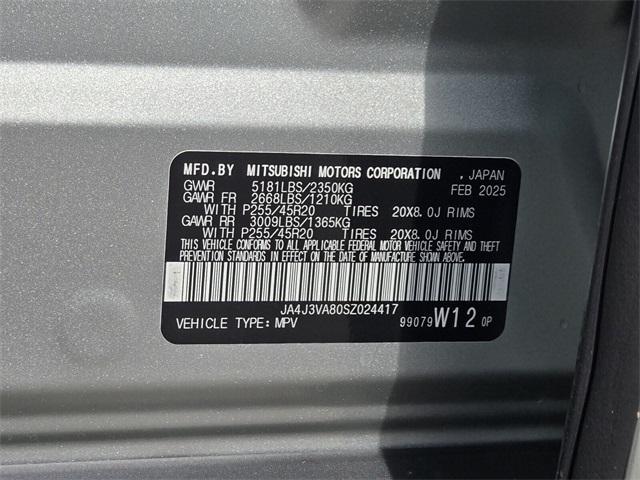 MFD.BY MITSUBISHI MOTORS CORPORATION , JAPAN
GVWR 5181LBS/2350KG FEB 2025
GAWR FR 2668LBS/1210KG
WITH P255/45R20 TIRES 20X8.0J RIMS
GAWR RR 3009LBS/1365KG
WITH P255/45R20 TIRES 20X8.0J RIMS
THIS VEHICLE CONFORMS TO ALL APPLICABLE FEDERAL MOTOR VEHICLE SAFETY AND THEFT
PREVENTION STANDARDS IN EFFECT ON THE DATE OF MANUFACTURE SHOWN ABOVE.
JA4J3VA80SZ024417
VEHICLE TYPE: MPV 99079 W12 0P